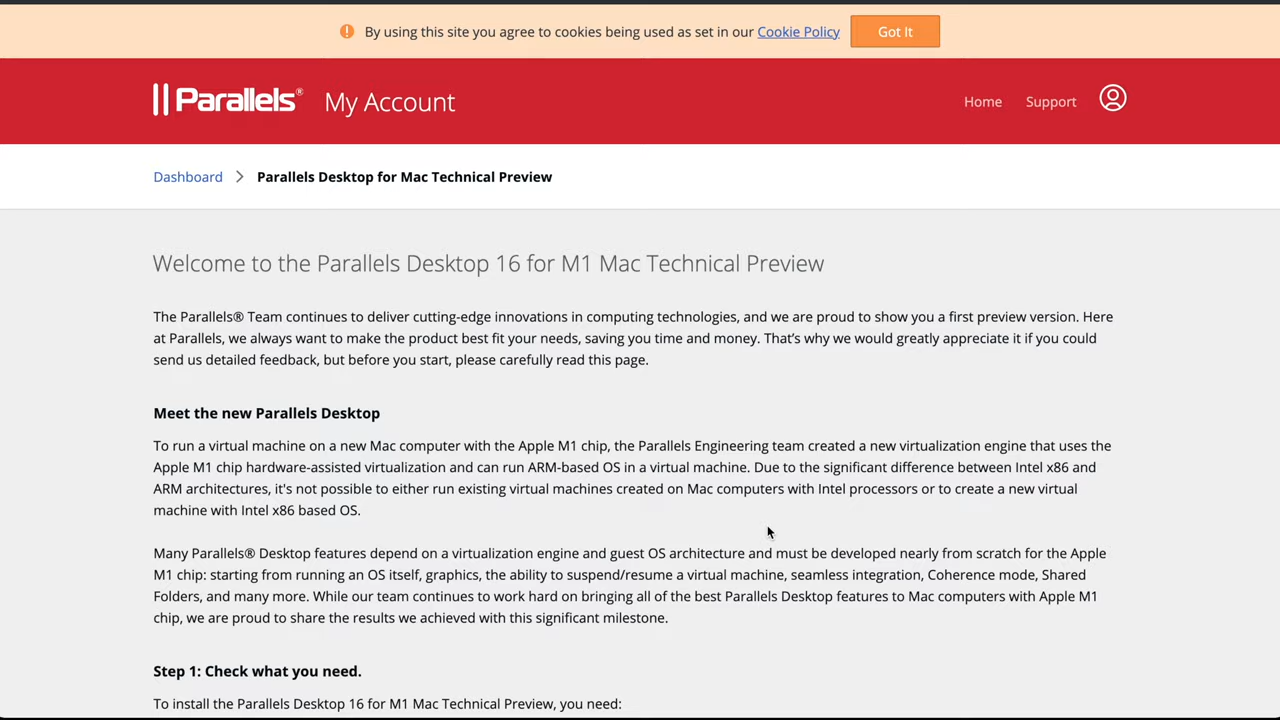 By using this site you agree to cookies being used as set in our Cookie Policy
Got It
Parallels® My Account
Home
Support
Dashboard
Parallels Desktop for Mac Technical Preview
Welcome to the Parallels Desktop 16 for M1 Mac Technical Preview
The Parallels® Team continues to deliver cutting-edge innovations in computing technologies, and we are proud to show you a first preview version. Here
at Parallels, we always want to make the product best fit your needs, saving you time and money. That's why we would greatly appreciate it if you could
send us detailed feedback, but before you start, please carefully read this page.
Meet the new Parallels Desktop
To run a virtual machine on a new Mac computer with the Apple M1 chip, the Parallels Engineering team created a new virtualization engine that uses the
Apple M1 chip hardware-assisted virtualization and can run ARM-based OS in a virtual machine. Due to the significant difference between Intel x86 and
ARM architectures, it's not possible to either run existing virtual machines created on Mac computers with Intel processors or to create a new virtual
machine with Intel x86 based OS.
Many Parallels® Desktop features depend on a virtualization engine and guest OS architecture and must be developed nearly from scratch for the Apple
M1 chip: starting from running an OS itself, graphics, the ability to suspend/resume a virtual machine, seamless integration, Coherence mode, Shared
Folders, and many more. While our team continues to work hard on bringing all of the best Parallels Desktop features to Mac computers with Apple M1
chip, we are proud to share the results we achieved with this significant milestone.
Step 1: Check what you need.
To install the Parallels Desktop 16 for M1 Mac Technical Preview, you need: